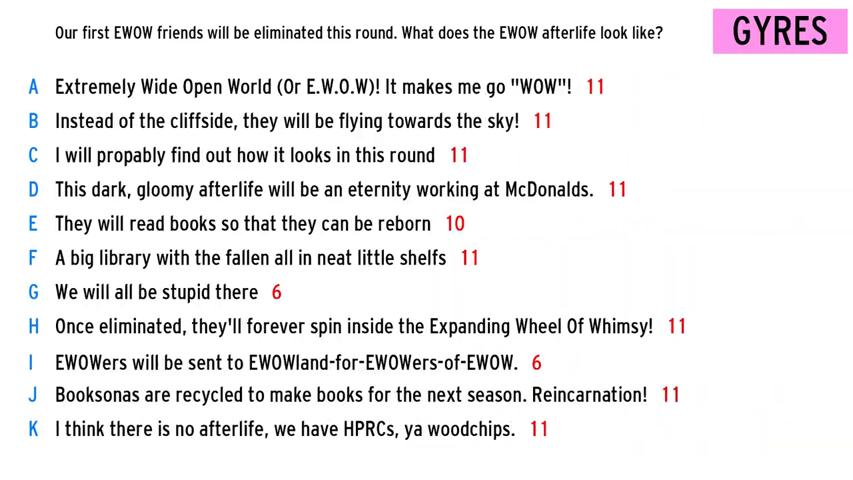 Our first EWOW friends will be eliminated this round. What does the EWOW afterlife look like?
GYRES
A Extremely Wide Open World (Or E.W.O.W)! It makes me go "WOW"! 11
B Instead of the cliffside, they will be flying towards the sky! 11
C I will propably find out how it looks in this round 11
D This dark, gloomy afterlife will be an eternity working at McDonalds. 11
E They will read books so that they can be reborn 10
F A big library with the fallen all in neat little shelfs 11
G We will all be stupid there 6
H Once eliminated, they'll forever spin inside the Expanding Wheel Of Whimsy! 11
I EWOWers will be sent to EWOWland-for-EWOWers-of-EWOW. 6
J Booksonas are recycled to make books for the next season. Reincarnation! 11
K I think there is no afterlife, we have HPRCs, ya woodchips. 11